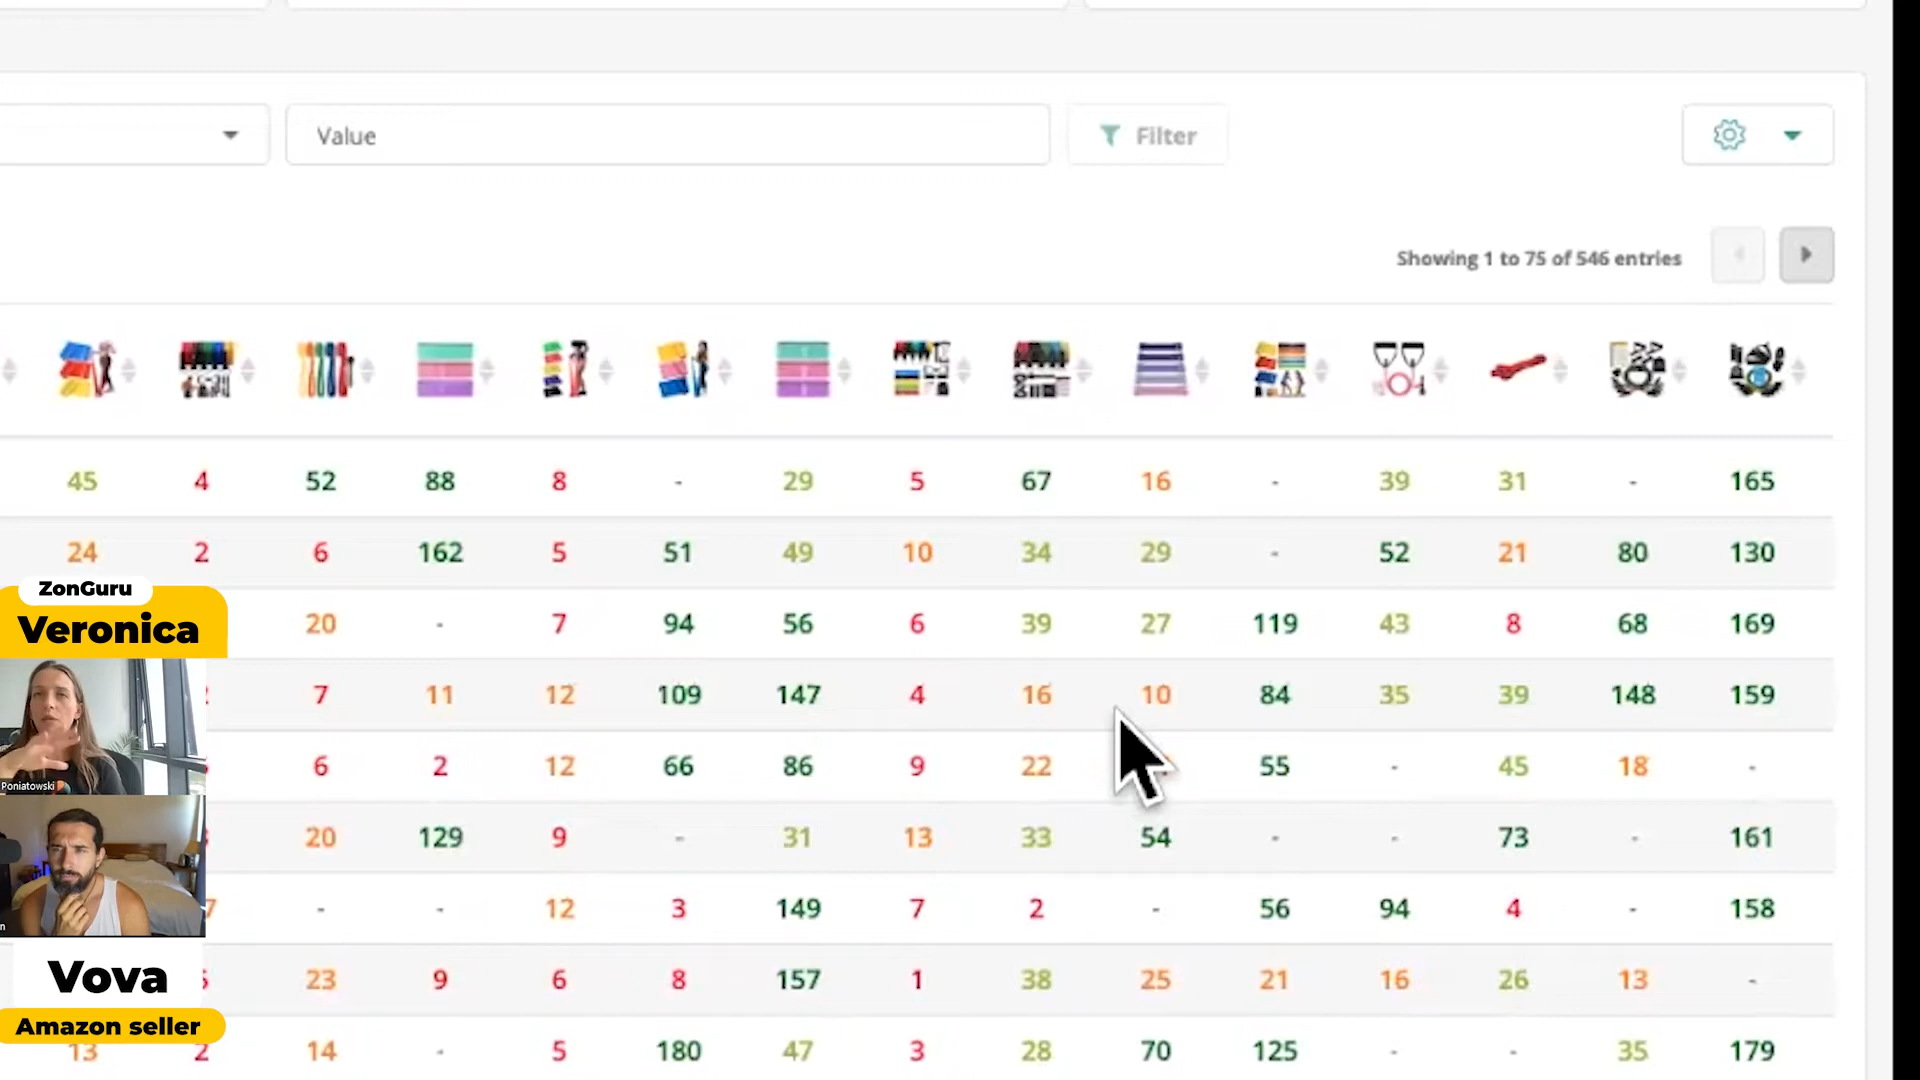 Value
Filter
Showing 1 to 75 of 546 entries
45 4 52 88 8 - 29 5 67 16 - 39 31 - 165
24 2 6 162 5 51 49 10 34 29 - 52 21 80 130
20 - 7 94 56 6 39 27 119 43 8 68 169
7 11 12 109 147 4 16 10 84 35 39 148 159
6 2 12 66 86 9 22 55 - 45 18 -
20 129 9 - 31 13 33 54 - - 73 - 161
7 - - 12 3 149 7 2 - 56 94 4 - 158
23 9 6 8 157 1 38 25 21 16 26 13 -
13 2 14 - 5 180 47 3 28 70 125 - - 35 179
ZonGuru
Veronica
Poniatowski
n
Vova
Amazon seller